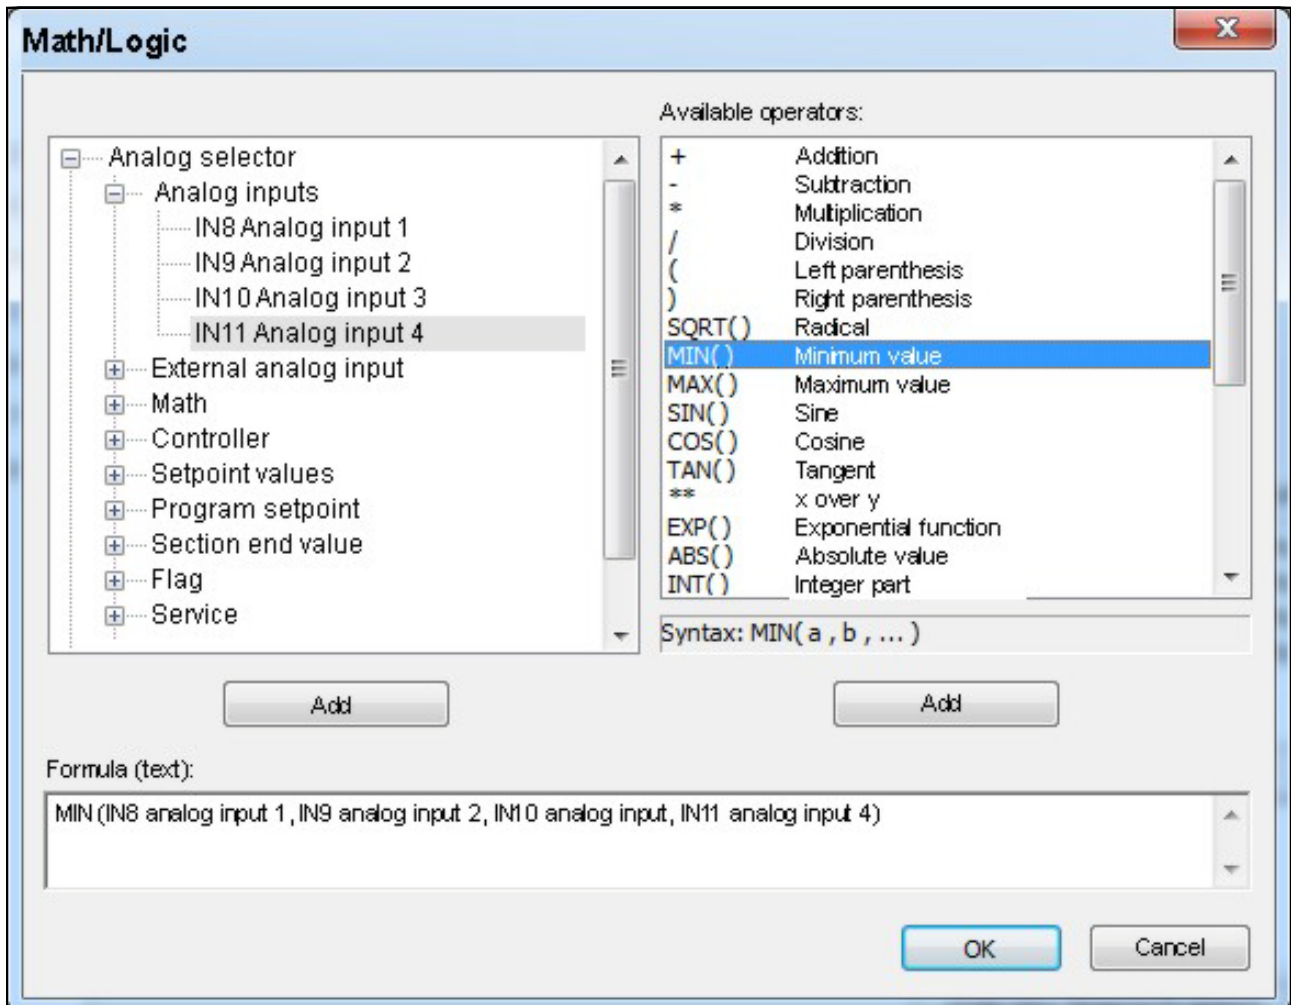 Math/Logic
Available operators:
Analog selector
Analog inputs
IN8 Analog input 1
IN9 Analog input 2
IN10 Analog input 3
IN11 Analog input 4
External analog input
Math
Controller
Setpoint values
Program setpoint
Section end value
Flag
Service
+ Addition
- Subtraction
* Multiplication
/ Division
( Left parenthesis
) Right parenthesis
SQRT() Radical
MIN() Minimum value
MAX() Maximum value
SIN() Sine
COS() Cosine
TAN() Tangent
** x over y
EXP() Exponential function
ABS() Absolute value
INT() Integer part
Syntax: MIN( a , b , ... )
Add
Add
Formula (text):
MIN (IN8 analog input 1, IN9 analog input 2, IN10 analog input, IN11 analog input 4)
OK
Cancel